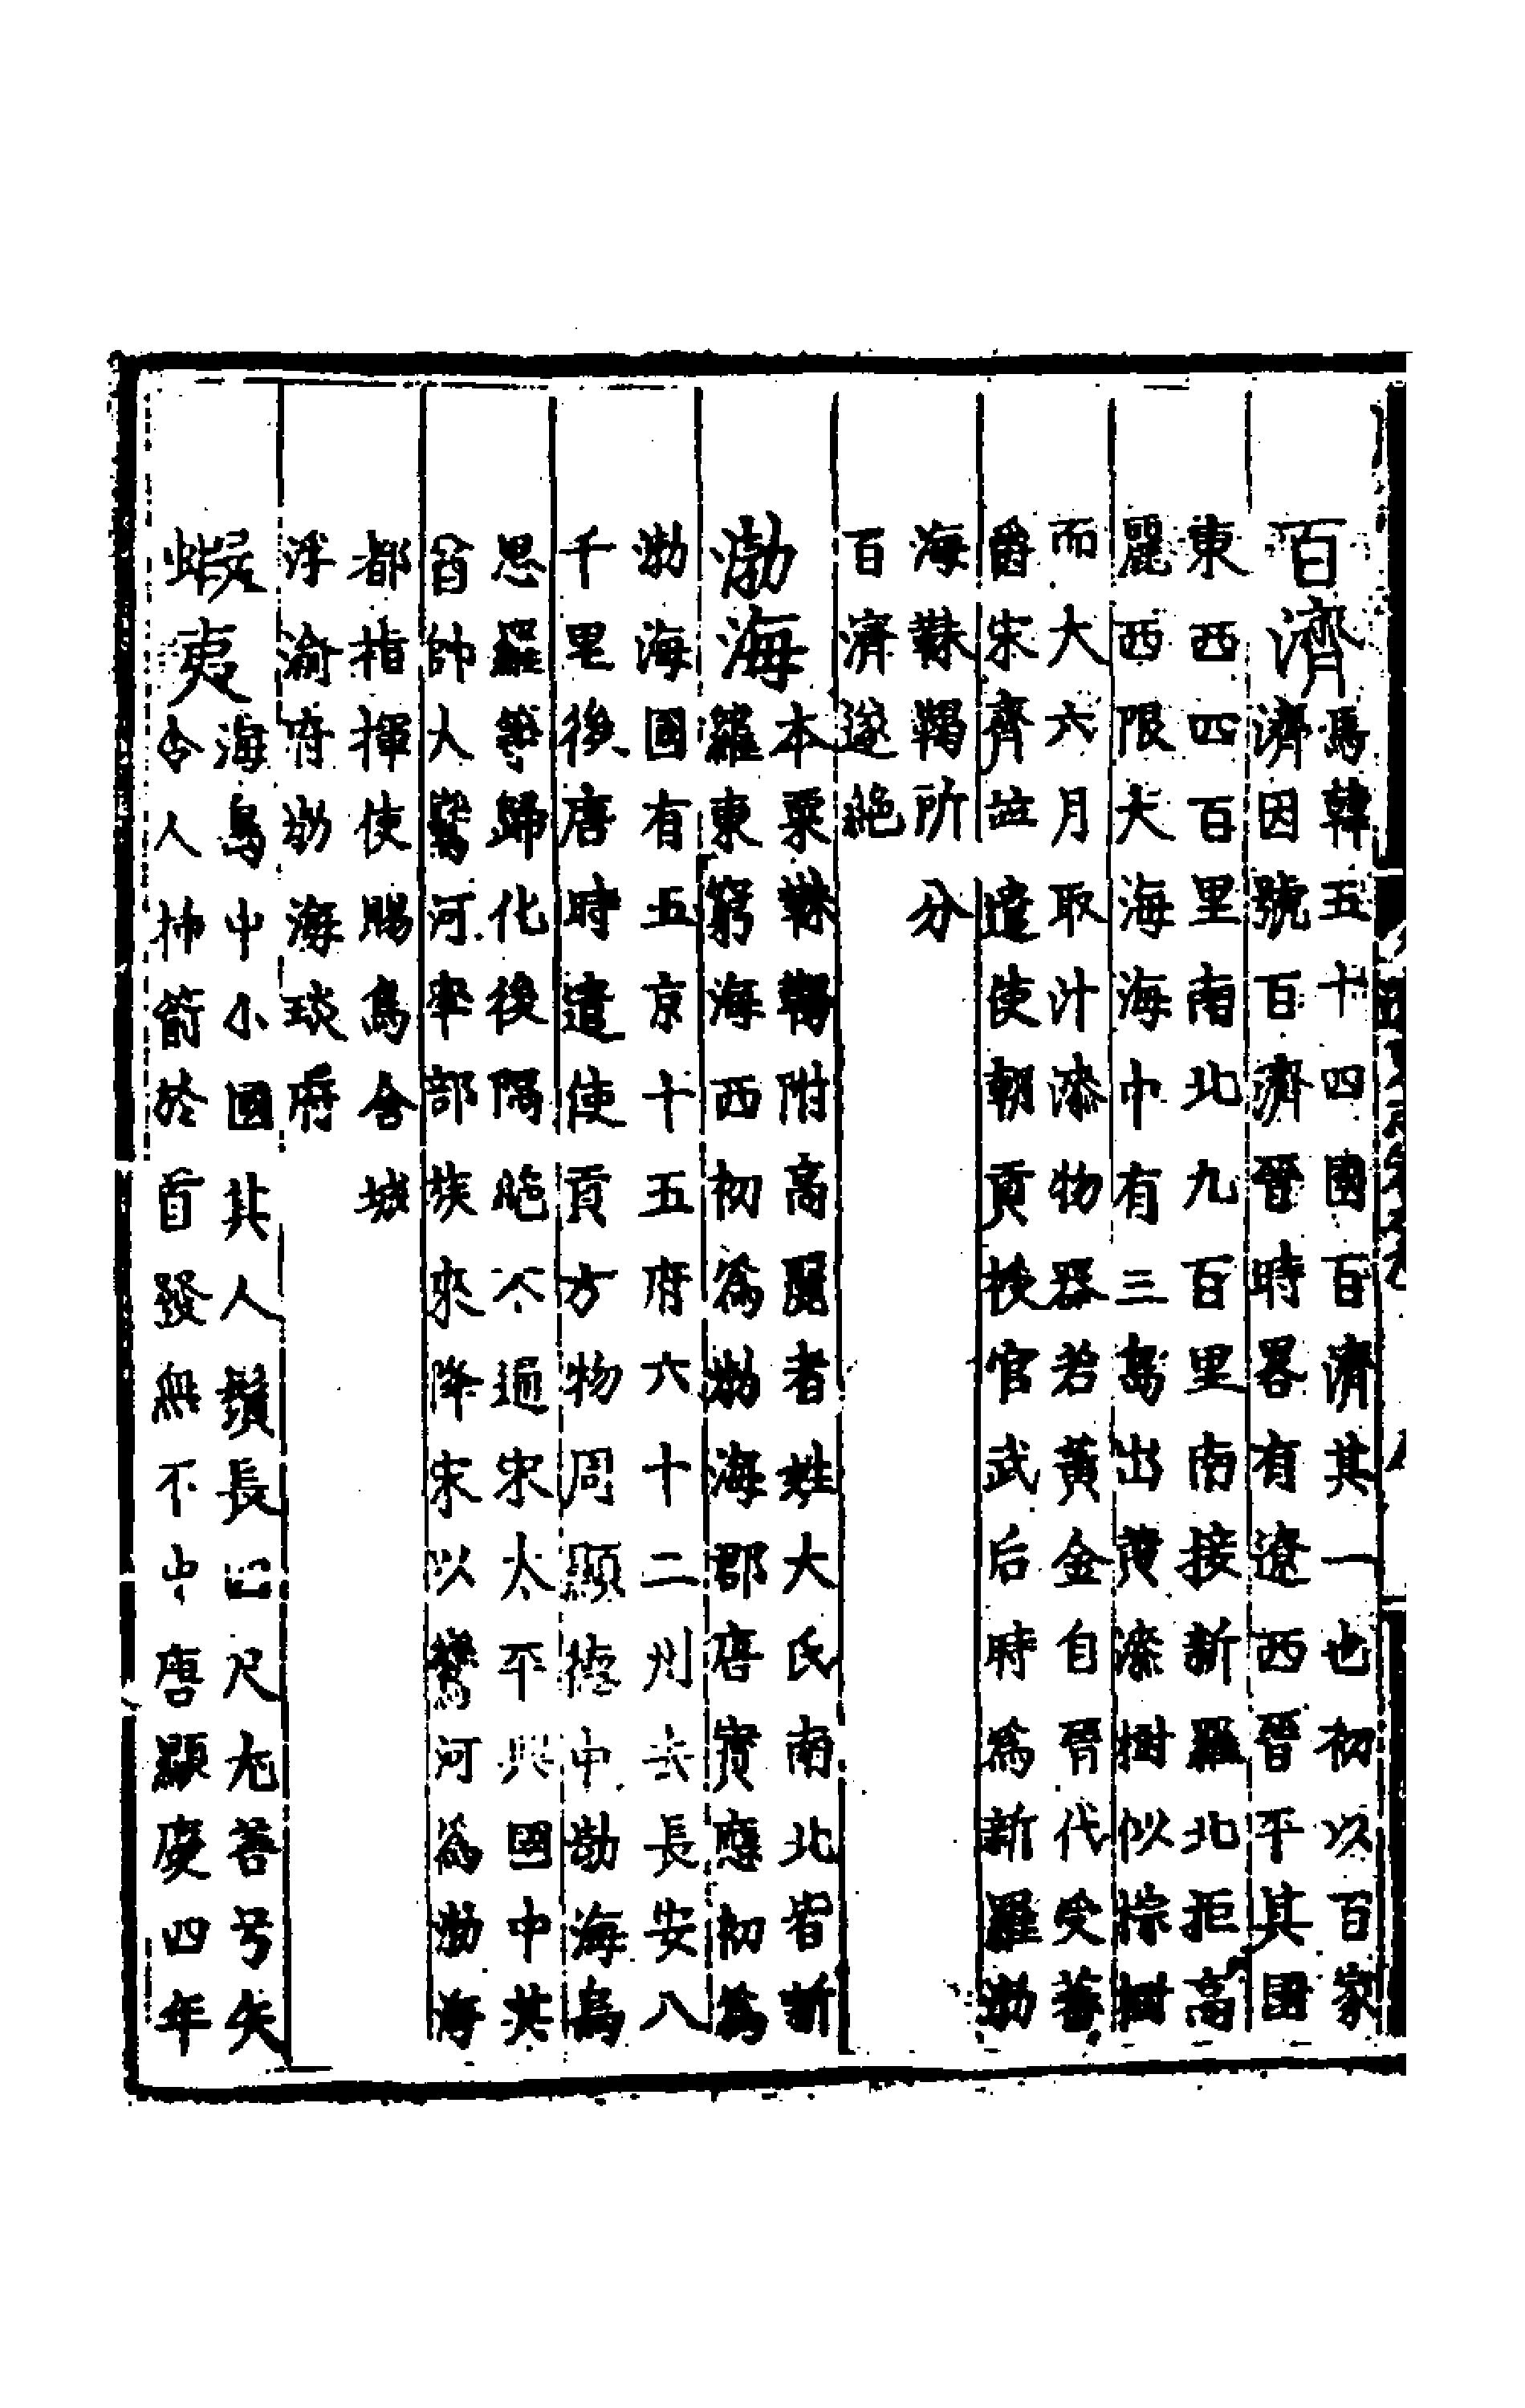 百濟
馬韓五十四國百濟其一也初以百家
濟因號百濟晉時畧有遼西晉平其國
東西四百里南北九百里南接新羅北拒高
麗西限大海海中有三島出黄漆樹似棕樹
而大六月取汁漆物器若黃金自晉代受蕃
爵宋齊並遣使朝貢授官武后時爲新羅渤
海靺鞨所分
百濟遂絶
渤海
本粟靺鞨附高麗者姓大氏南北皆新
羅東窮海西初爲渤海郡唐寶應初爲
渤海國有五京十五府六十二州去長安八
千里後唐時遣使貢方物周顯德中渤海烏
思羅等歸化後隔絶不通宋太平興國中其
酋帥大鸞河率部族來降宋以鸞河爲渤海
都指揮使賜烏舍城
浮渝府渤海琰府
蝦夷
海島中小國其人鬚長四尺尤善弓矢
令人揷箭於首發無不中唐顯慶四年